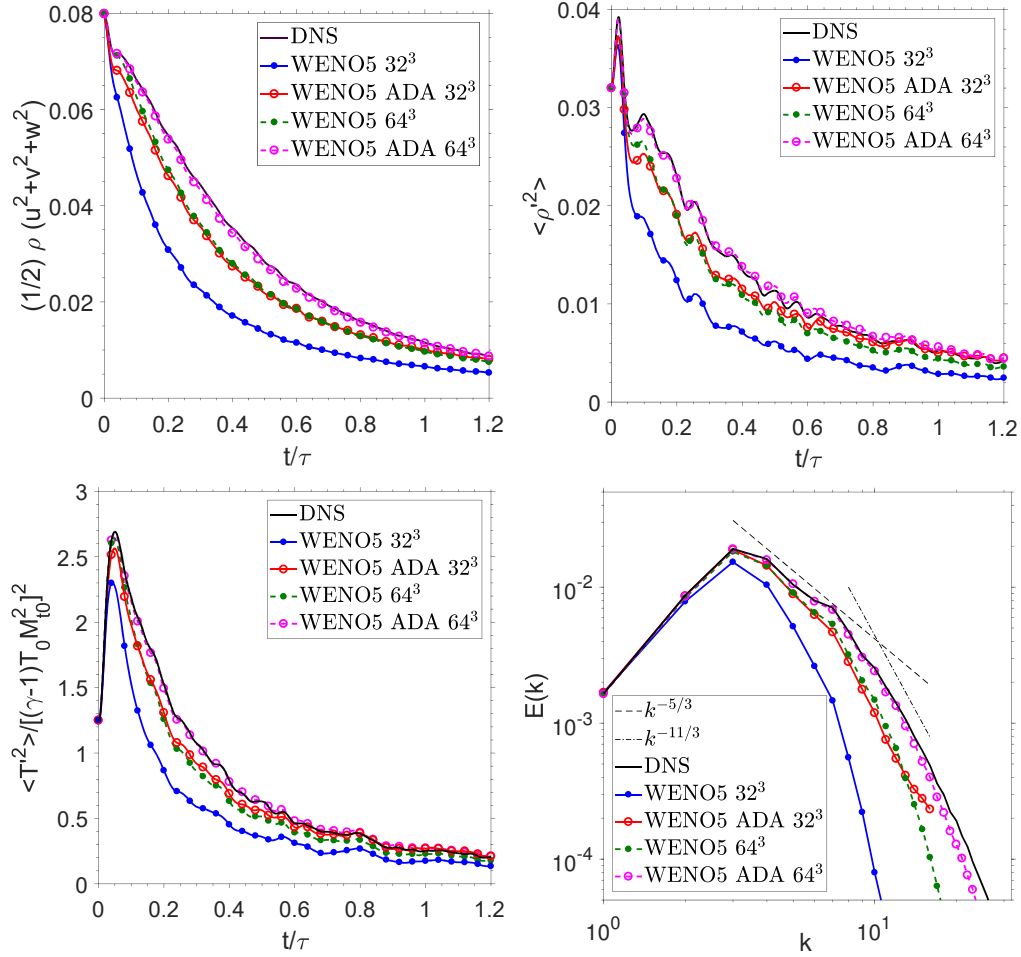 (1/2) ρ (u²+v²+w²)
0.08
0.06
0.04
0.02
0
0 0.2 0.4 0.6 0.8 1 1.2
t/τ
DNS
WENO5 32³
WENO5 ADA 32³
WENO5 64³
WENO5 ADA 64³
<ρ'²>
0.04
0.03
0.02
0.01
0
0 0.2 0.4 0.6 0.8 1 1.2
t/τ
DNS
WENO5 32³
WENO5 ADA 32³
WENO5 64³
WENO5 ADA 64³
<T'²>/[(γ-1)T₀M²ₜ₀]²
3
2.5
2
1.5
1
0.5
0
0 0.2 0.4 0.6 0.8 1 1.2
t/τ
DNS
WENO5 32³
WENO5 ADA 32³
WENO5 64³
WENO5 ADA 64³
E(k)
10⁻²
10⁻³
10⁻⁴
10⁰ 10¹
k
k⁻⁵ᐟ³
k⁻¹¹ᐟ³
DNS
WENO5 32³
WENO5 ADA 32³
WENO5 64³
WENO5 ADA 64³